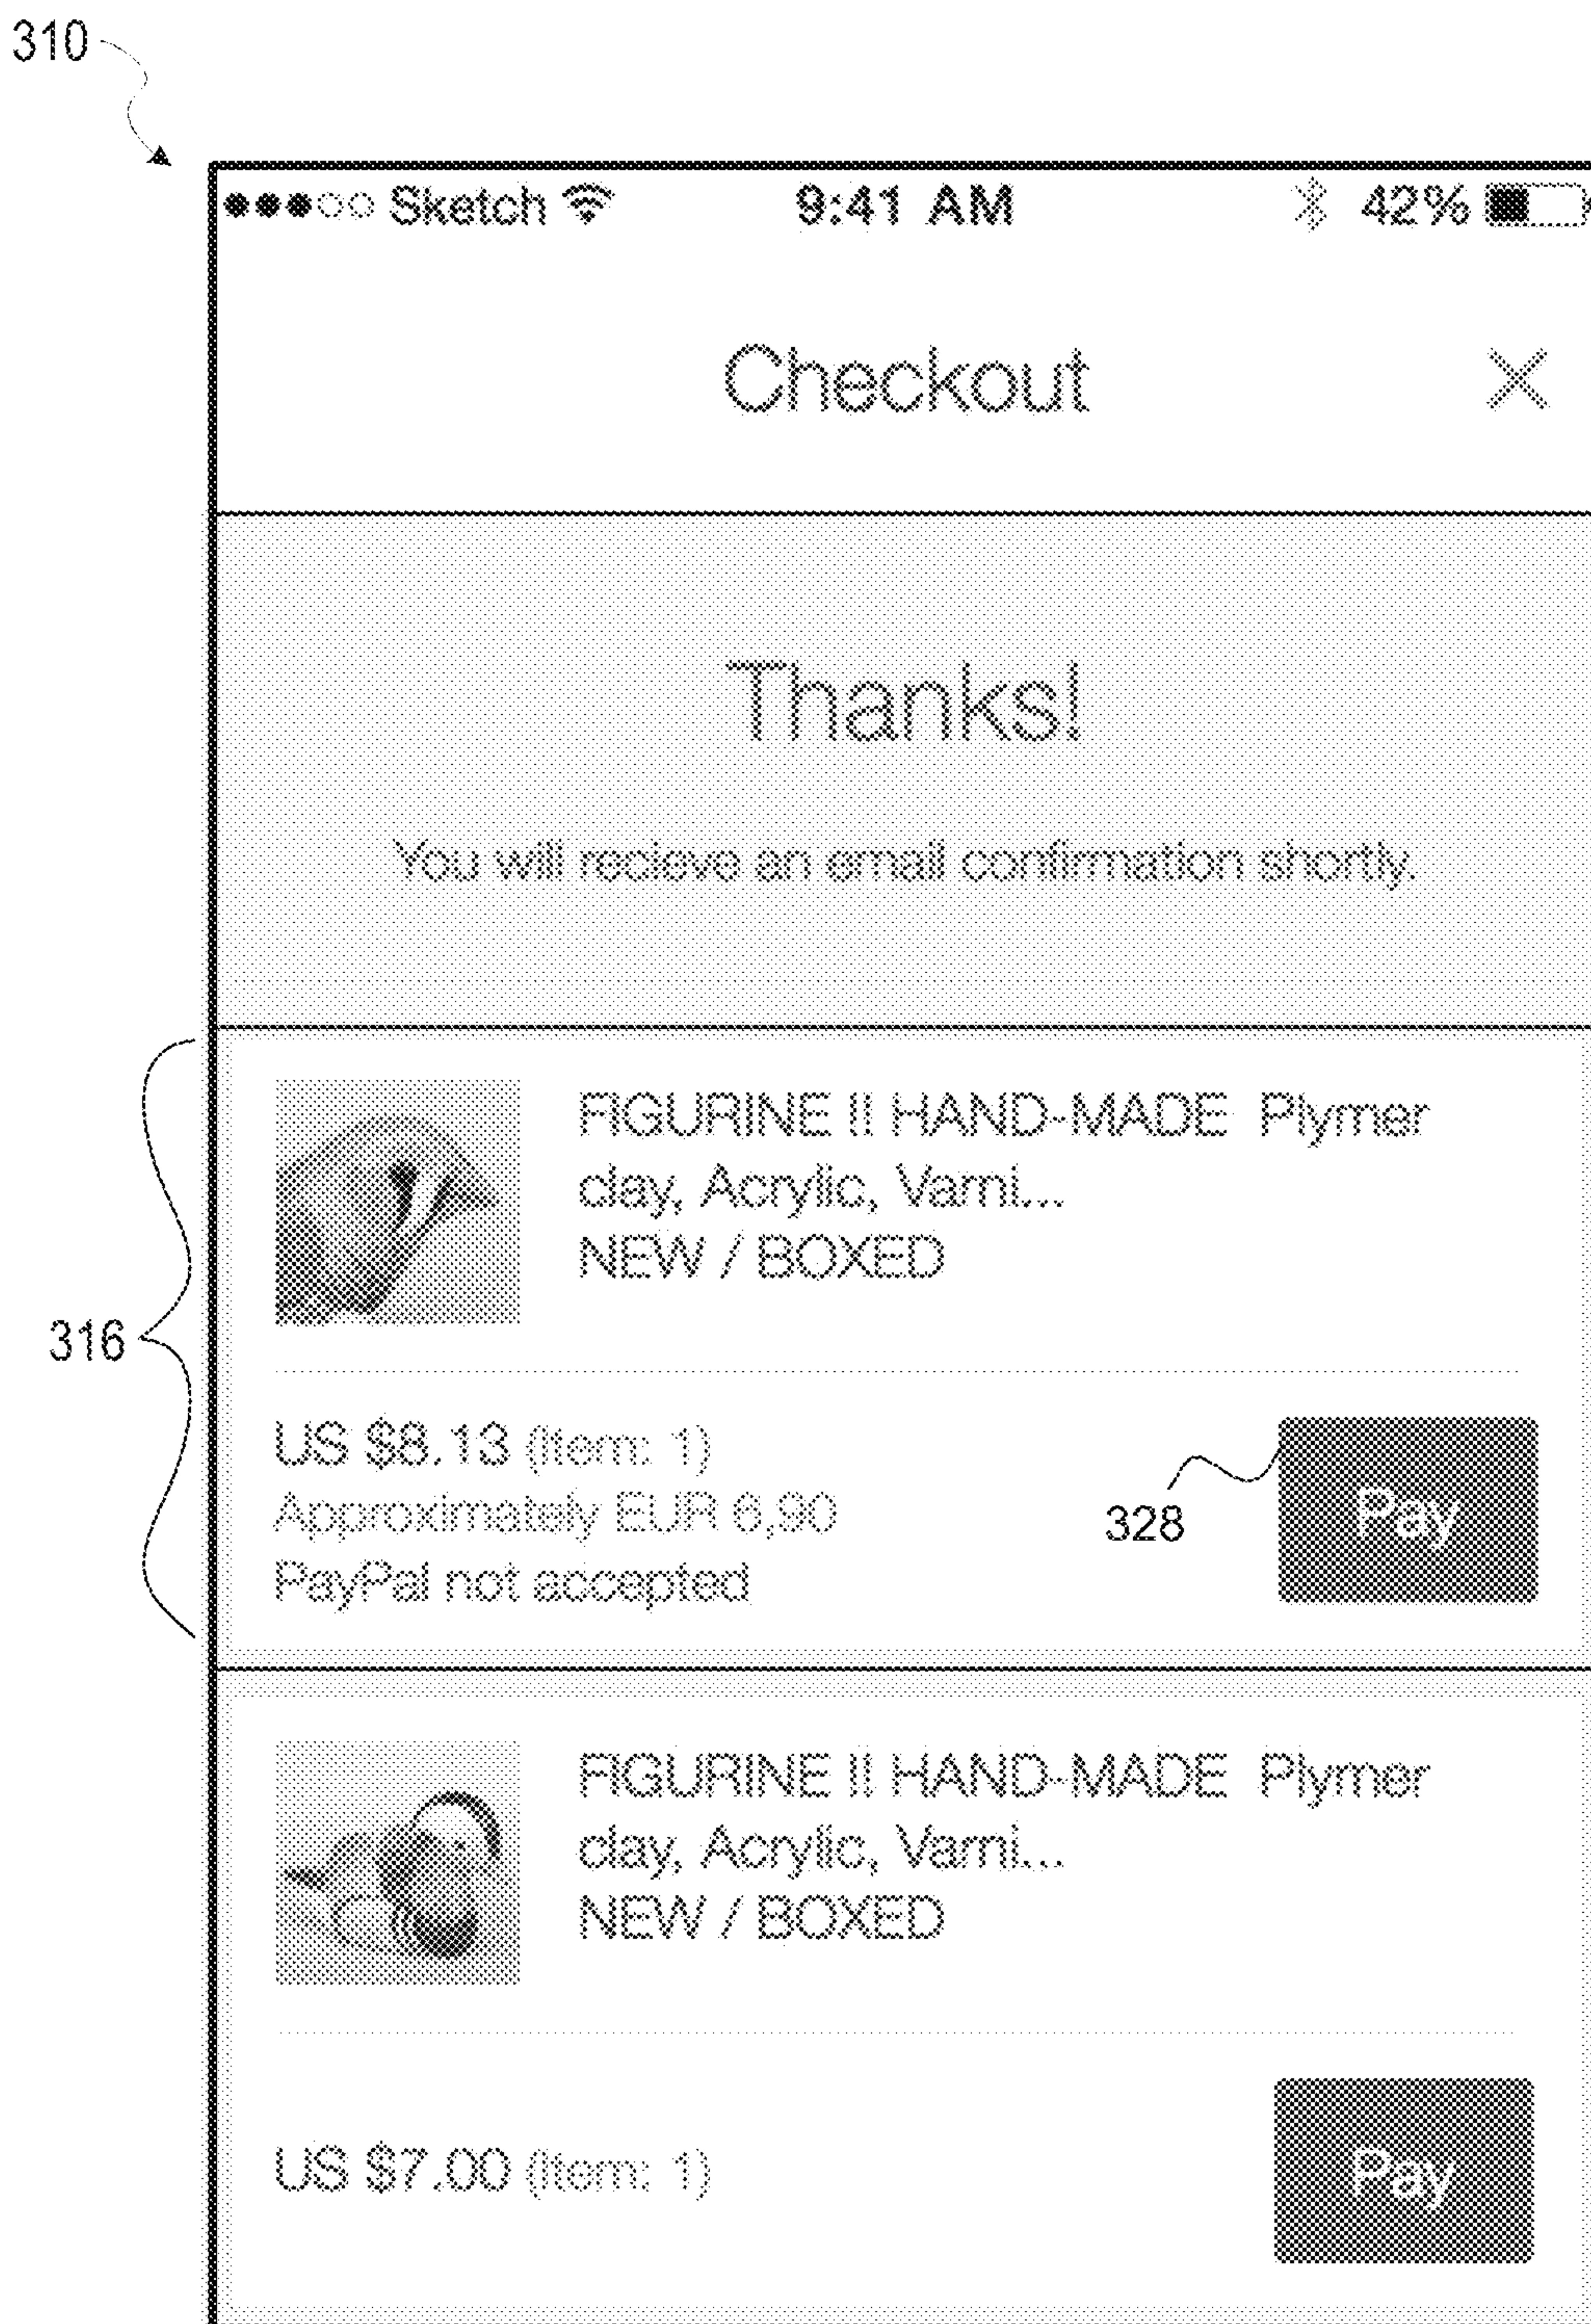 310
Sketch 9:41 AM 42%
Checkout ×
Thanks!
You will recieve an email confirmation shortly.
FIGURINE !! HAND-MADE Plymer
clay, Acrylic, Varni...
NEW / BOXED
316
US $8.13 (item: 1)
Approximately EUR 6,90
PayPal not accepted
328
Pay
FIGURINE !! HAND-MADE Plymer
clay, Acrylic, Varni...
NEW / BOXED
US $7.00 (item: 1)
Pay